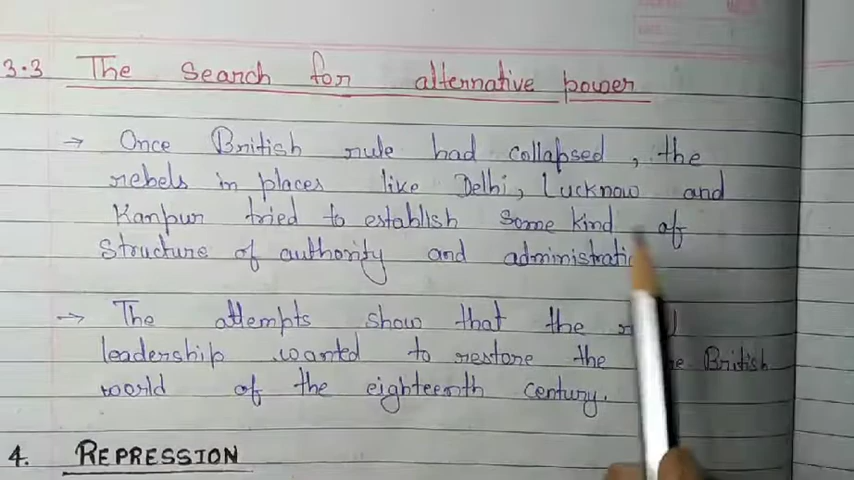 3.3 The Search for alternative power
→ Once British rule had collapsed, the
rebels in places like Delhi, Lucknow and
Kanpur tried to establish some kind of
structure of authority and
→ The attempts show that the
leadership wanted to restore the British
world of the eighteenth century.
4. REPRESSION